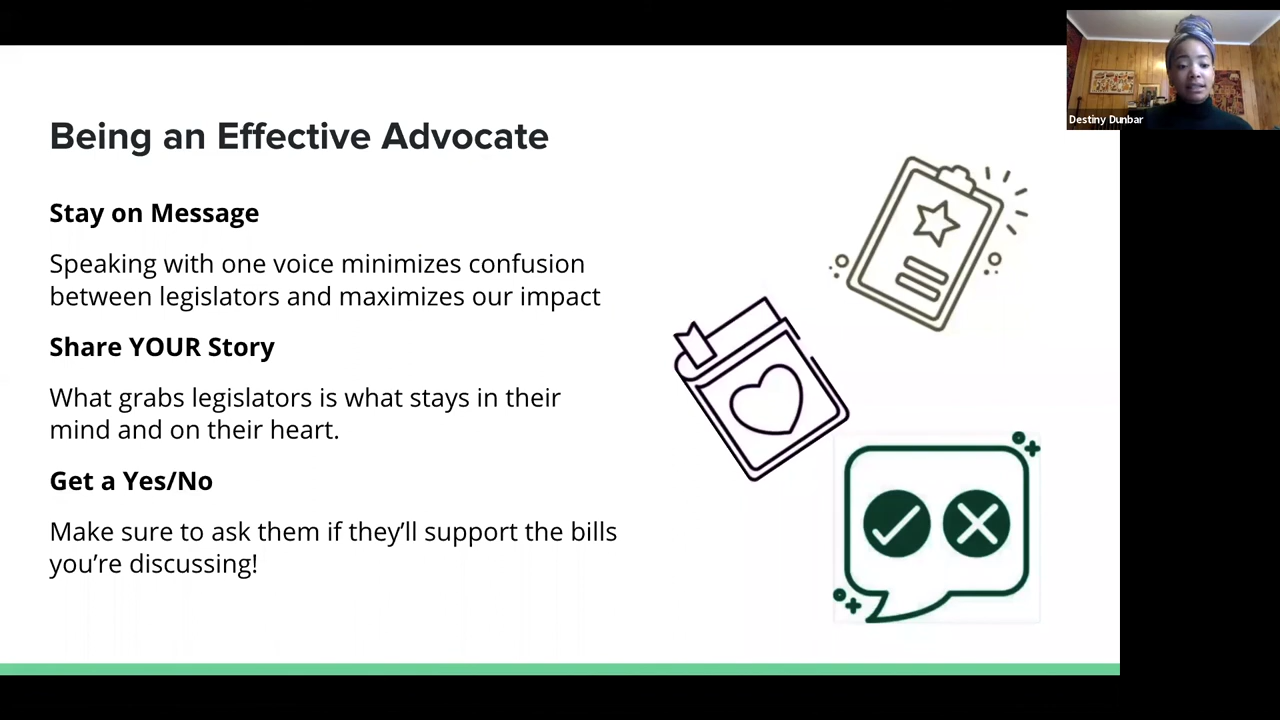 Being an Effective Advocate
Stay on Message
Speaking with one voice minimizes confusion
between legislators and maximizes our impact
Share YOUR Story
What grabs legislators is what stays in their
mind and on their heart.
Get a Yes/No
Make sure to ask them if they’ll support the bills
you’re discussing!
Destiny Dunbar